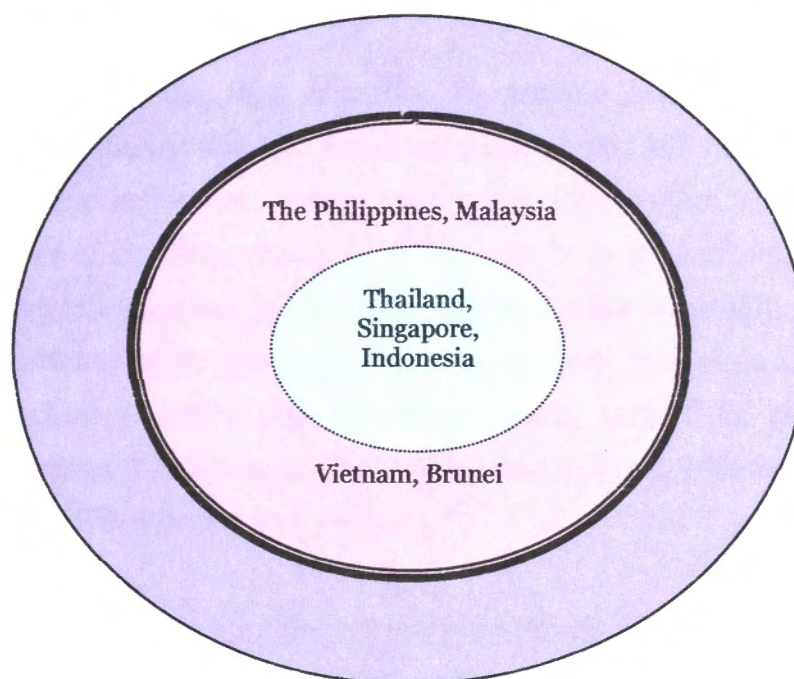 The Philippines, Malaysia
Thailand,
Singapore,
Indonesia
Vietnam, Brunei